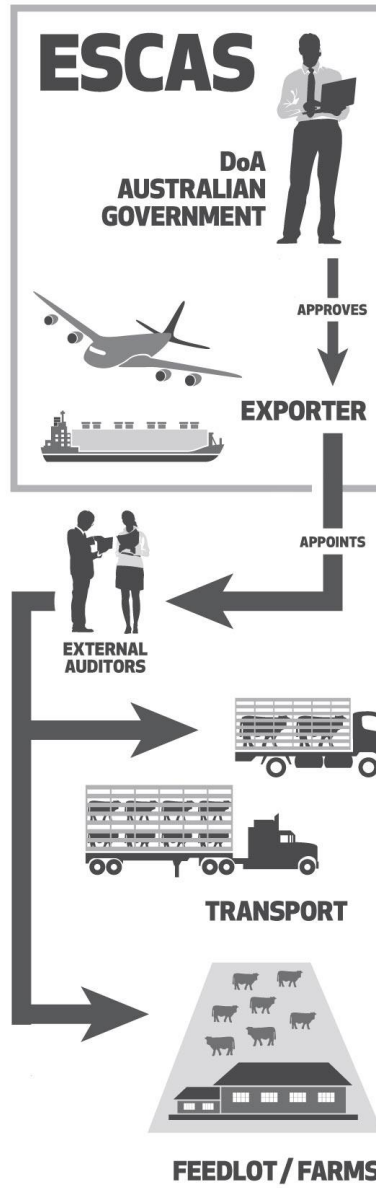 ESCAS
DoA
AUSTRALIAN
GOVERNMENT
APPROVES
EXPORTER
APPOINTS
EXTERNAL
AUDITORS
TRANSPORT
FEEDLOT / FARMS